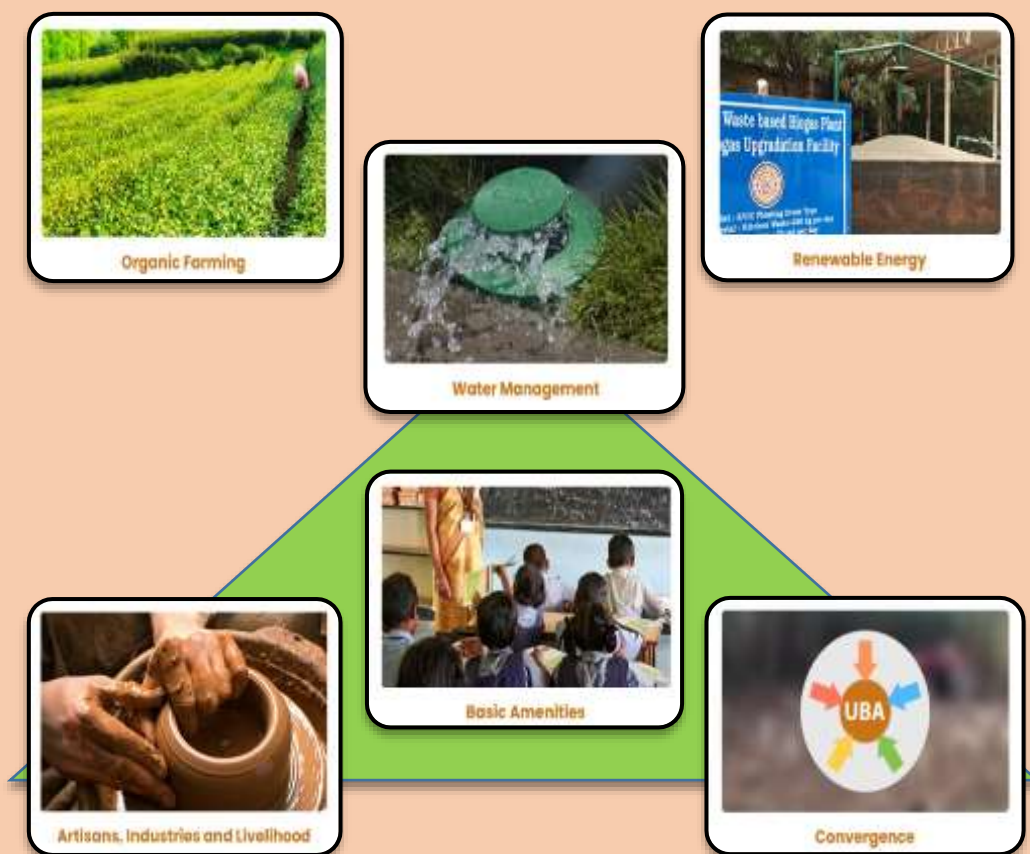 Waste based Biogas Plant
gas Upgradation Facility
Organic Farming
Renewable Energy
Water Management
Basic Amenities
UBA
Artisans, Industries and Livelihood
Convergence